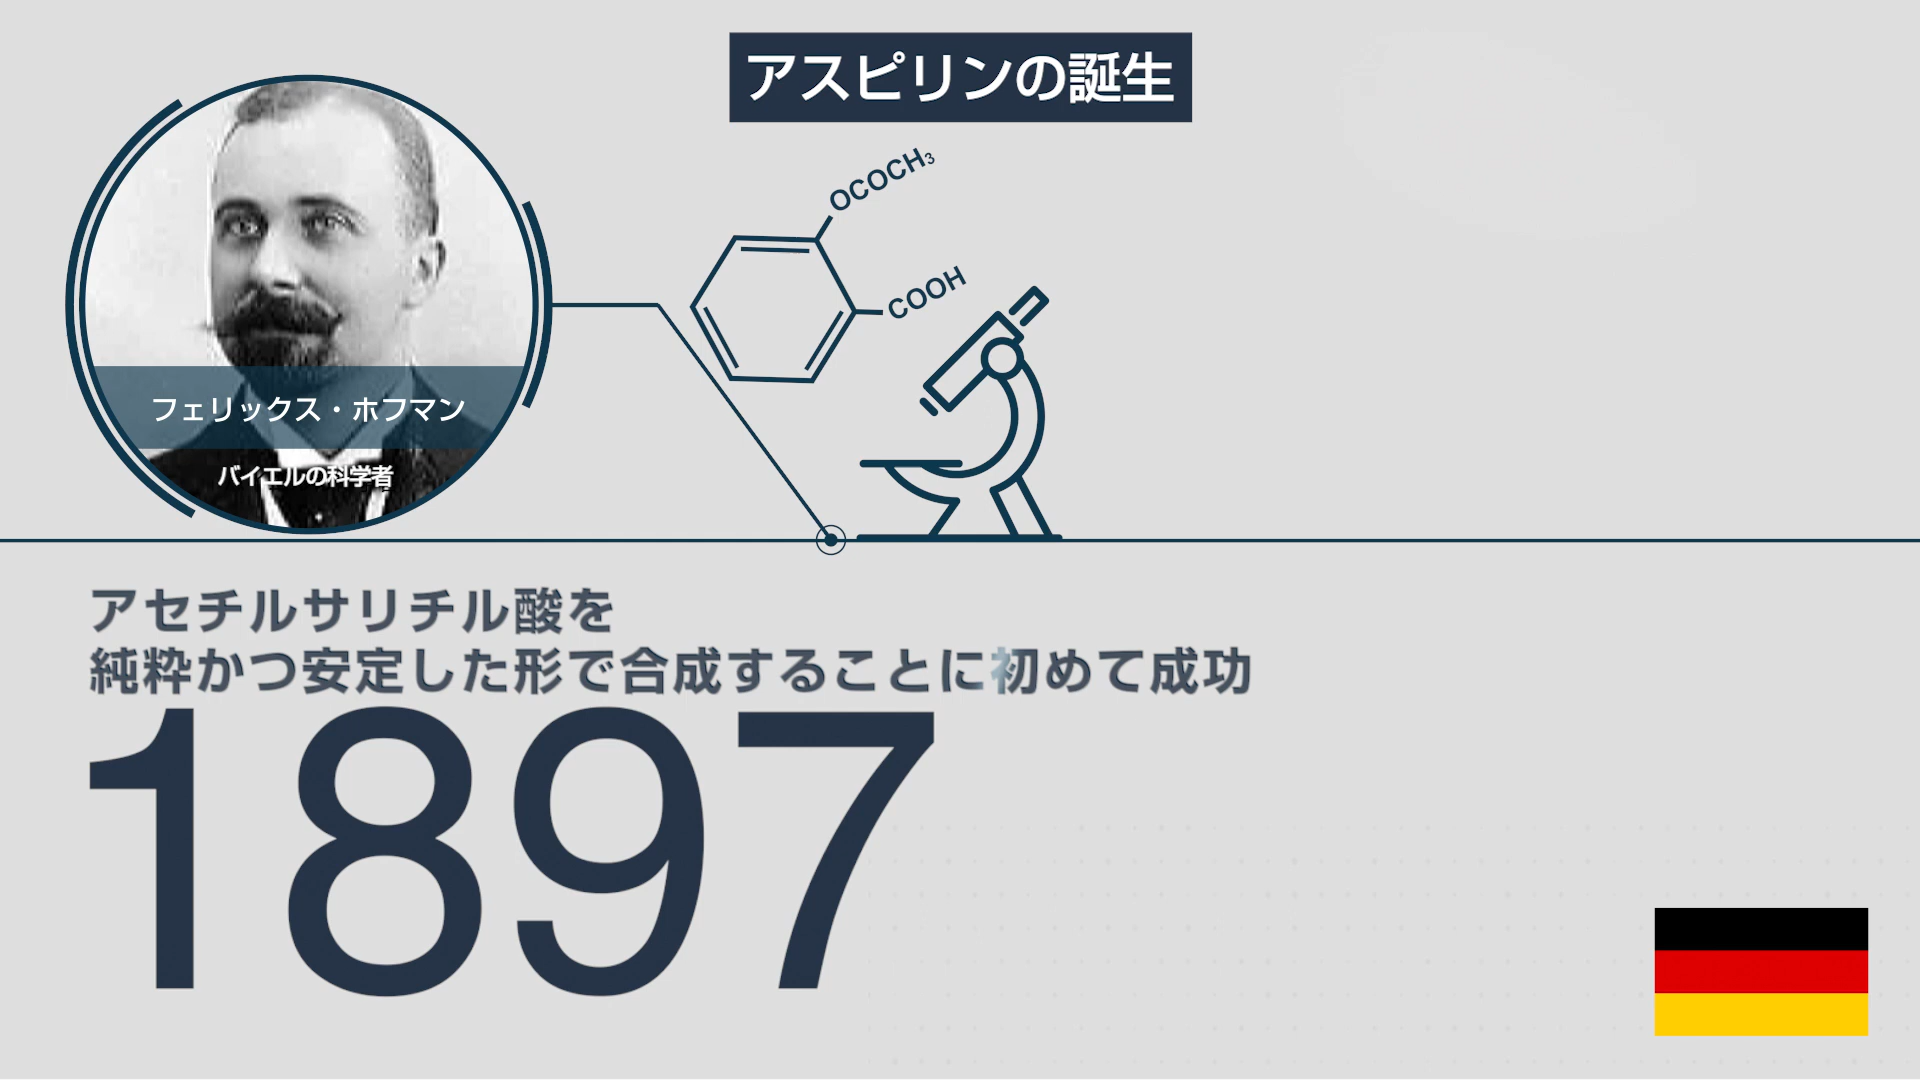 アスピリンの誕生
OCOCH₃
COOH
フェリックス・ホフマン
バイエルの科学者
アセチルサリチル酸を
純粋かつ安定した形で合成することに初めて成功
1897